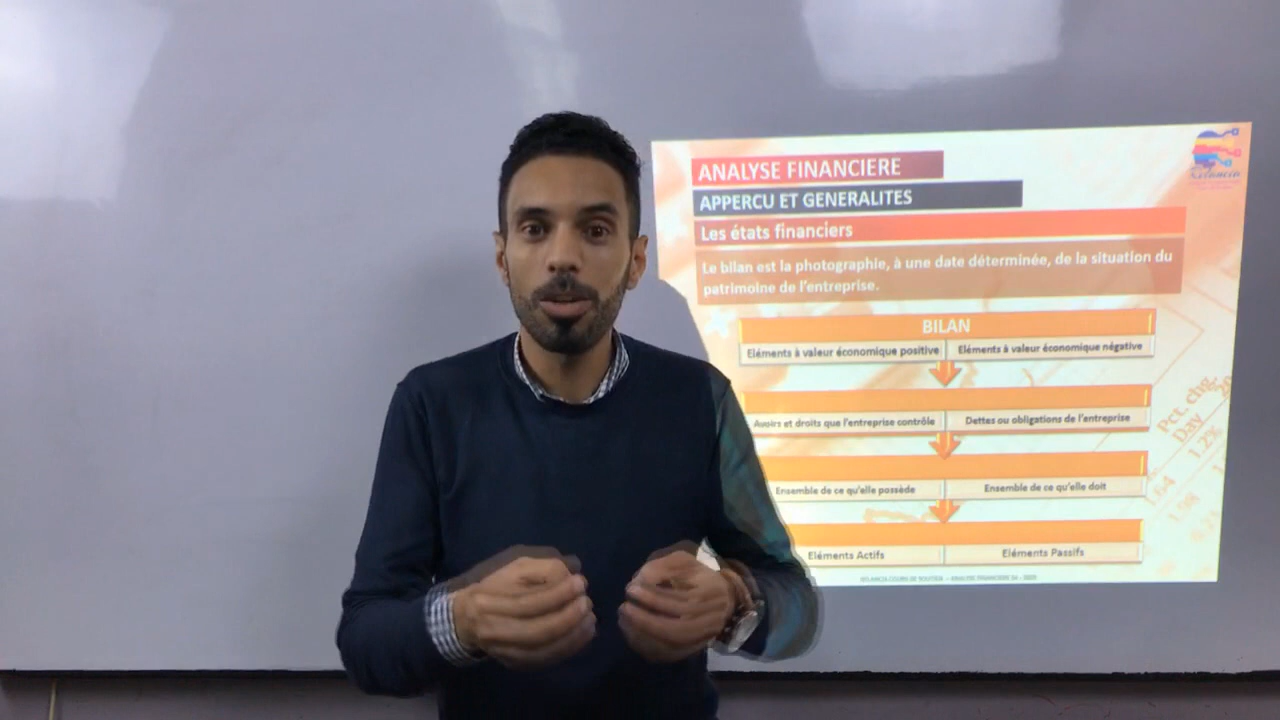 ANALYSE FINANCIERE
APPERCU ET GENERALITES
Les états financiers
Le bilan est la photographie, à une date déterminée, de la situation du
patrimoine de l'entreprise.
BILAN
Eléments à valeur économique positive
Eléments à valeur économique négative
Avoirs et droits que l'entreprise contrôle
Dettes ou obligations de l'entreprise
Ensemble de ce qu'elle possède
Ensemble de ce qu'elle doit
Eléments Actifs
Eléments Passifs
Pct. chg.
Day
1.2%
1.98